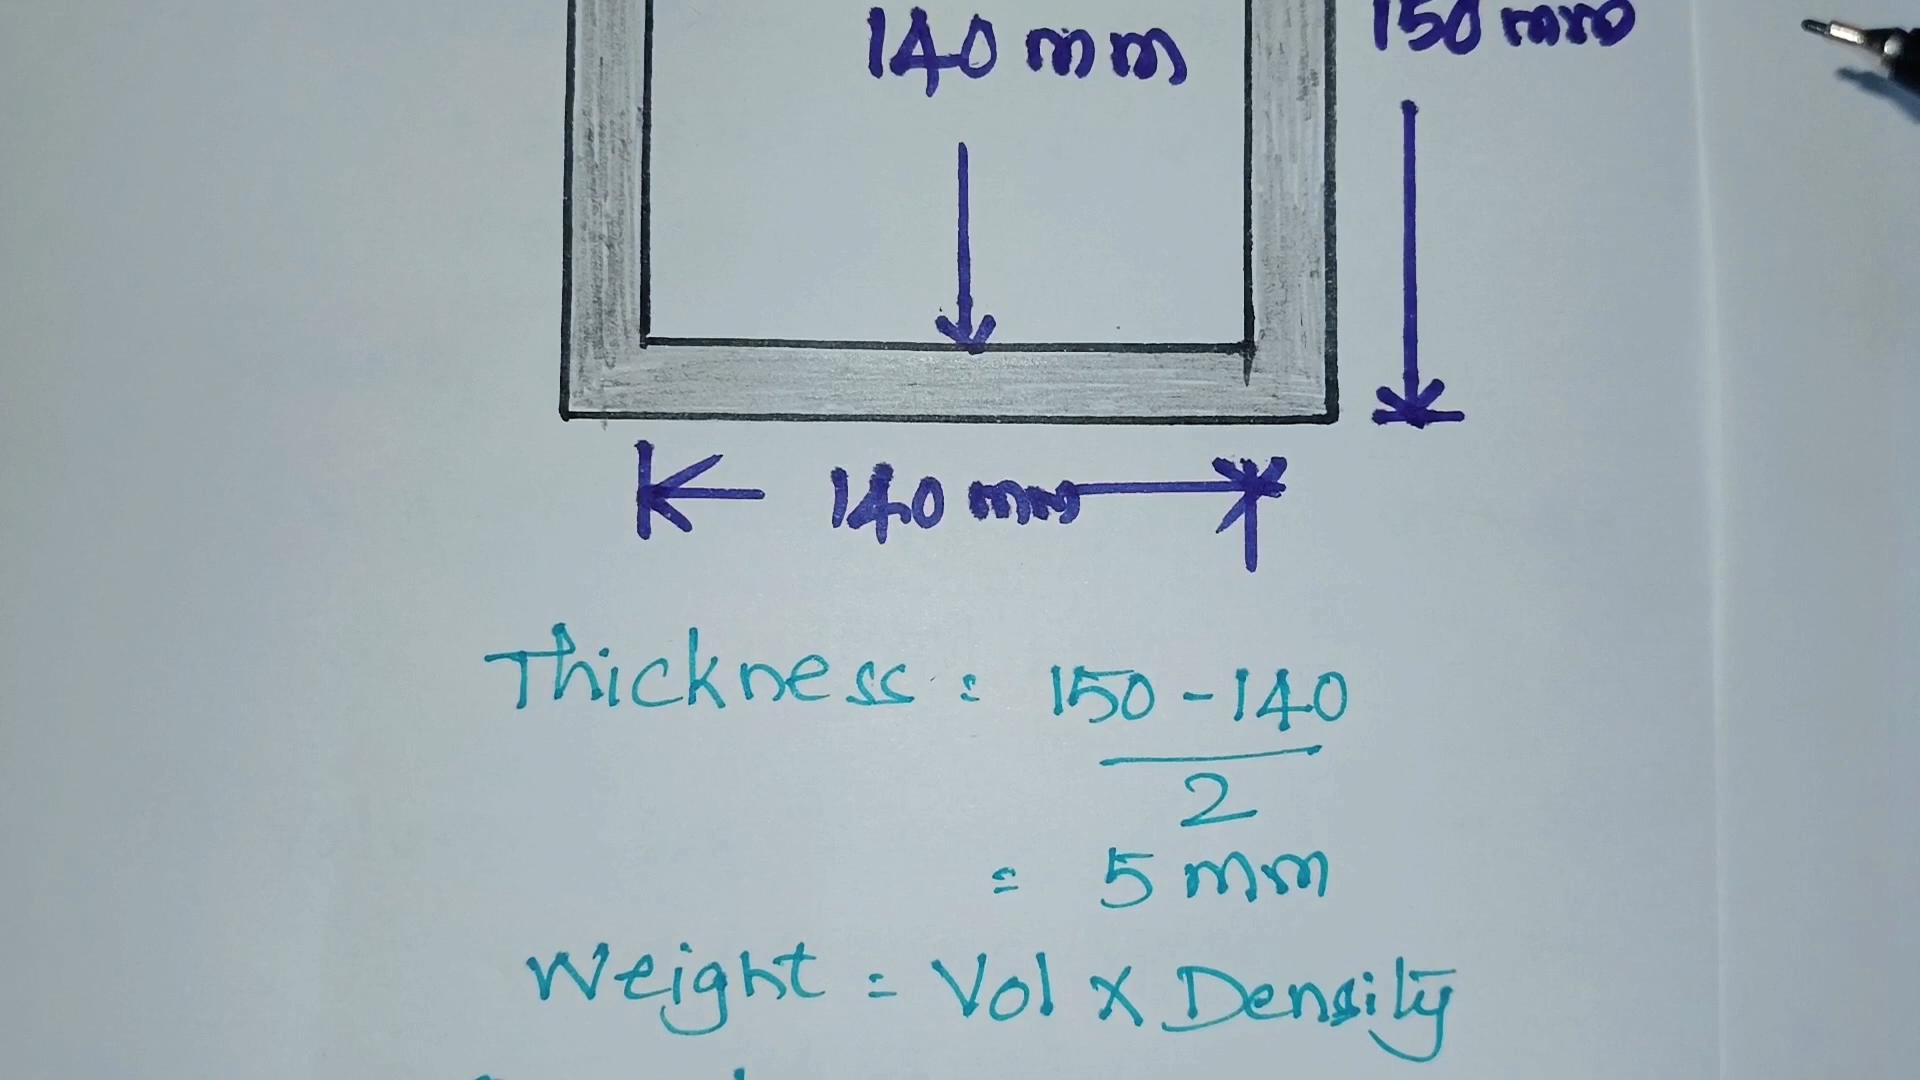 140 mm 150 mm
140 mm
Thickness = 150 - 140
2
= 5 mm
Weight = Vol x Density